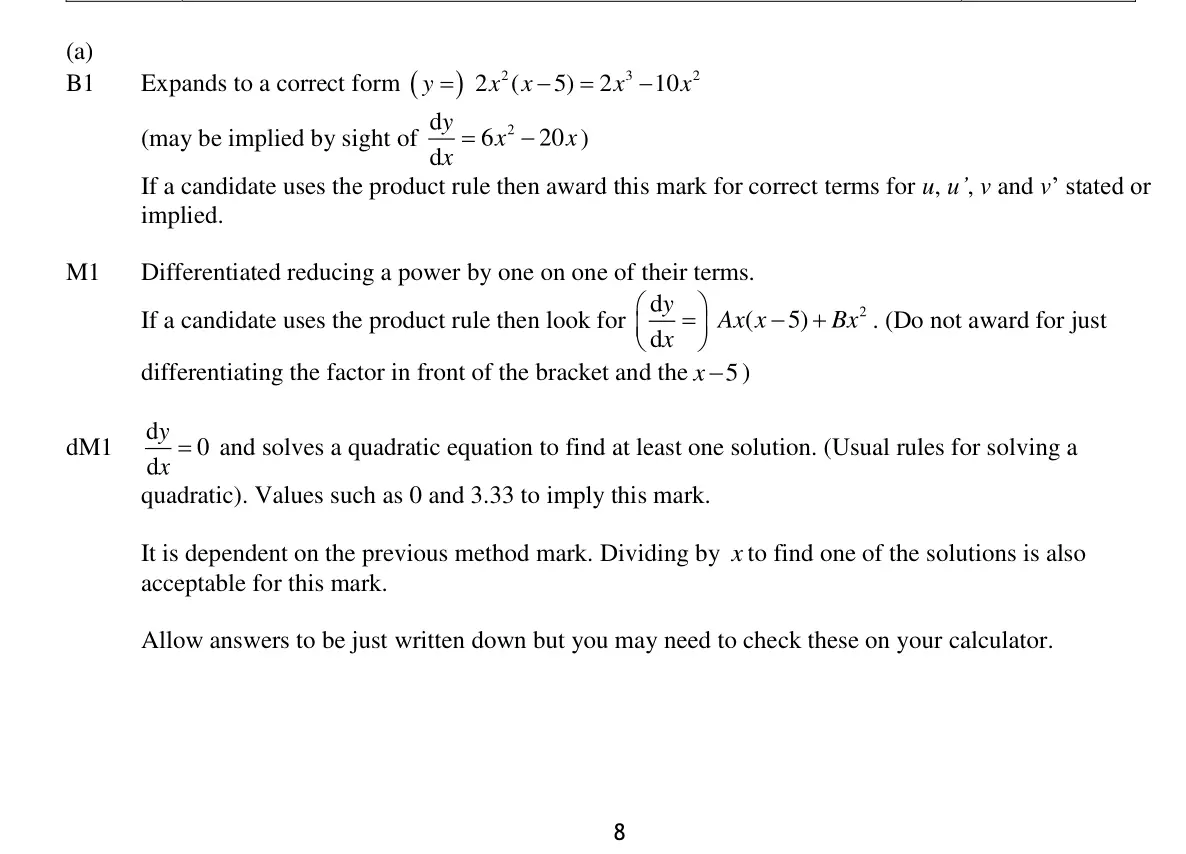 (a)
B1 Expands to a correct form (y =) 2x²(x−5) = 2x³ −10x²
(may be implied by sight of dy/dx = 6x² − 20x)
If a candidate uses the product rule then award this mark for correct terms for u, u’, v and v’ stated or
implied.
M1 Differentiated reducing a power by one on one of their terms.
If a candidate uses the product rule then look for (dy/dx =) Ax(x−5) + Bx² . (Do not award for just
differentiating the factor in front of the bracket and the x−5)
dM1 dy/dx = 0 and solves a quadratic equation to find at least one solution. (Usual rules for solving a
quadratic). Values such as 0 and 3.33 to imply this mark.
It is dependent on the previous method mark. Dividing by x to find one of the solutions is also
acceptable for this mark.
Allow answers to be just written down but you may need to check these on your calculator.
8